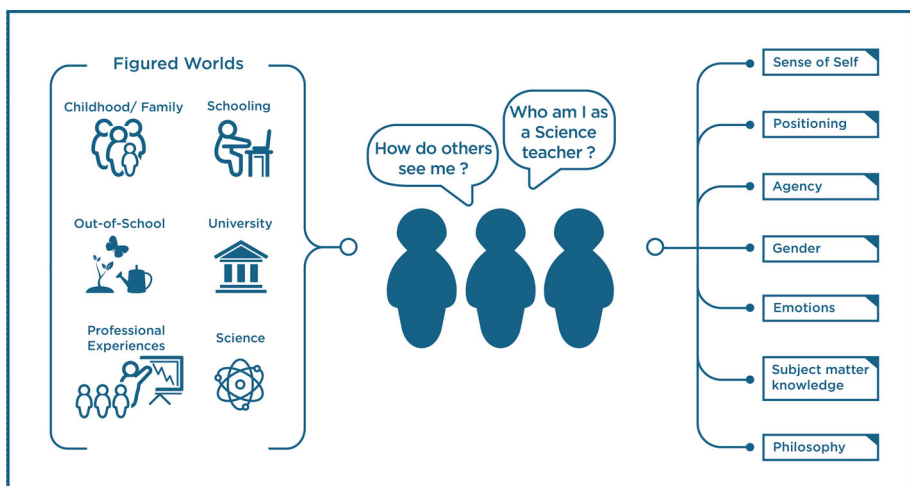 Figured Worlds
Childhood/ Family
Schooling
Out-of-School
University
Professional
Experiences
Science
How do others
see me ?
Who am I as
a Science
teacher ?
Sense of Self
Positioning
Agency
Gender
Emotions
Subject matter
knowledge
Philosophy